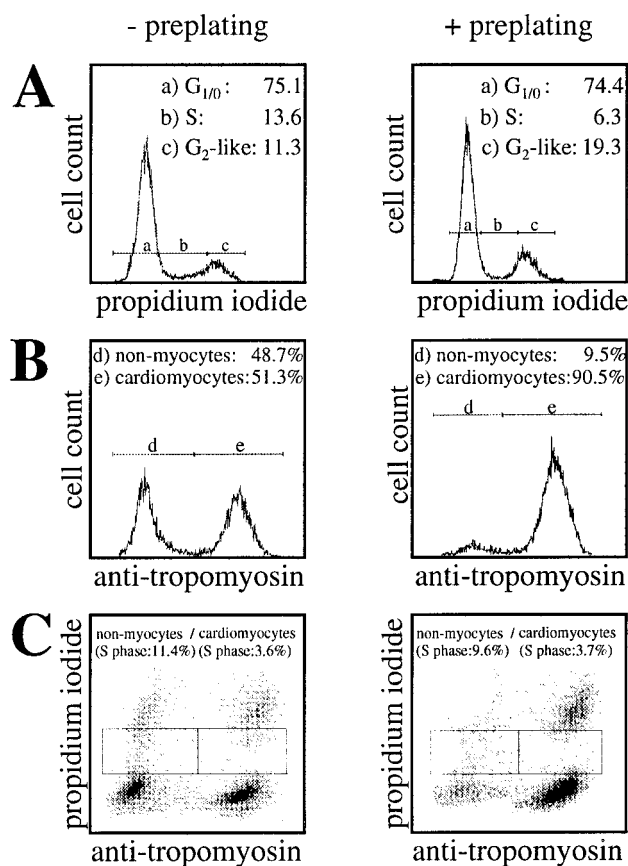 - preplating
+ preplating
A
a) G1/0 : 75.1
b) S: 13.6
c) G2-like: 11.3
cell count
a b c
propidium iodide
a) G1/0 : 74.4
b) S: 6.3
c) G2-like: 19.3
cell count
a b c
propidium iodide
B
d) non-myocytes: 48.7%
e) cardiomyocytes: 51.3%
cell count
d e
anti-tropomyosin
d) non-myocytes: 9.5%
e) cardiomyocytes: 90.5%
cell count
d e
anti-tropomyosin
C
non-myocytes / cardiomyocytes
(S phase:11.4%) (S phase:3.6%)
propidium iodide
anti-tropomyosin
non-myocytes / cardiomyocytes
(S phase:9.6%) (S phase:3.7%)
propidium iodide
anti-tropomyosin